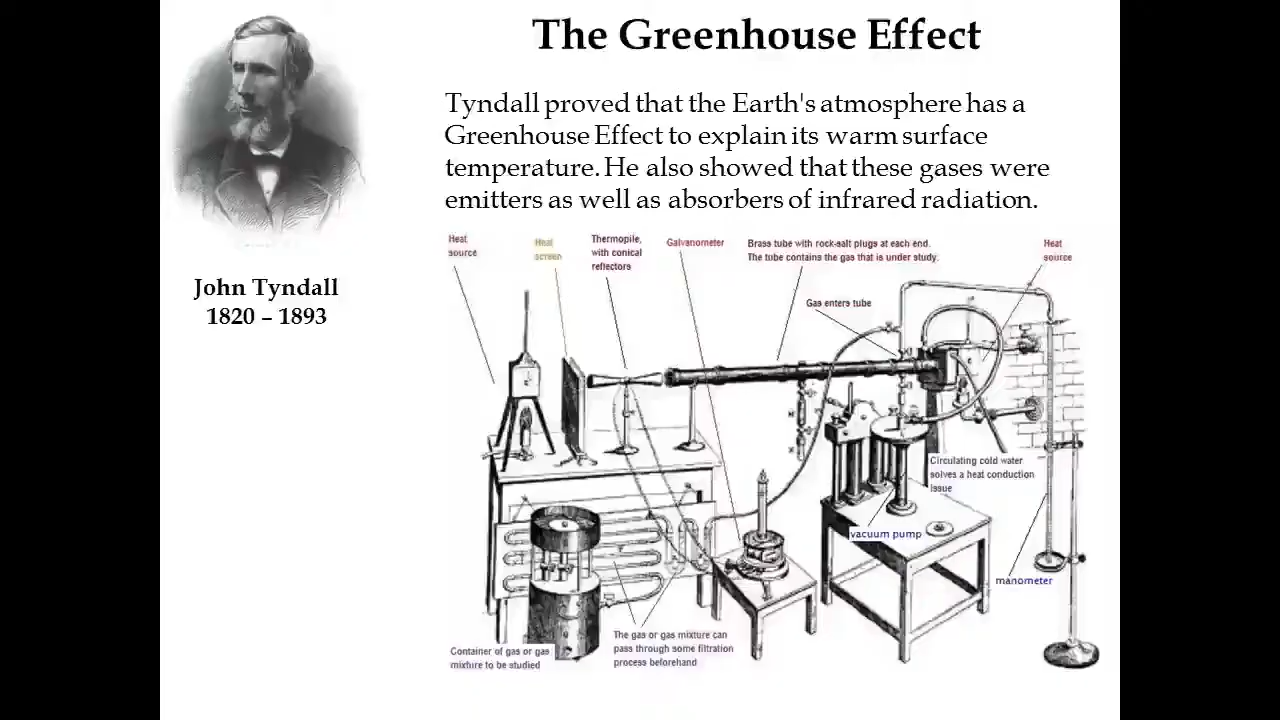 The Greenhouse Effect
Tyndall proved that the Earth's atmosphere has a
Greenhouse Effect to explain its warm surface
temperature. He also showed that these gases were
emitters as well as absorbers of infrared radiation.
John Tyndall
1820 – 1893
Heat
source
Heat
screen
Thermopile,
with conical
reflectors
Galvanometer
Brass tube with rock-salt plugs at each end.
The tube contains the gas that is under study.
Heat
source
Gas enters tube
Circulating cold water
solves a heat conduction
issue
vacuum pump
manometer
Container of gas or gas
mixture to be studied
The gas or gas mixture can
pass through some filtration
process beforehand